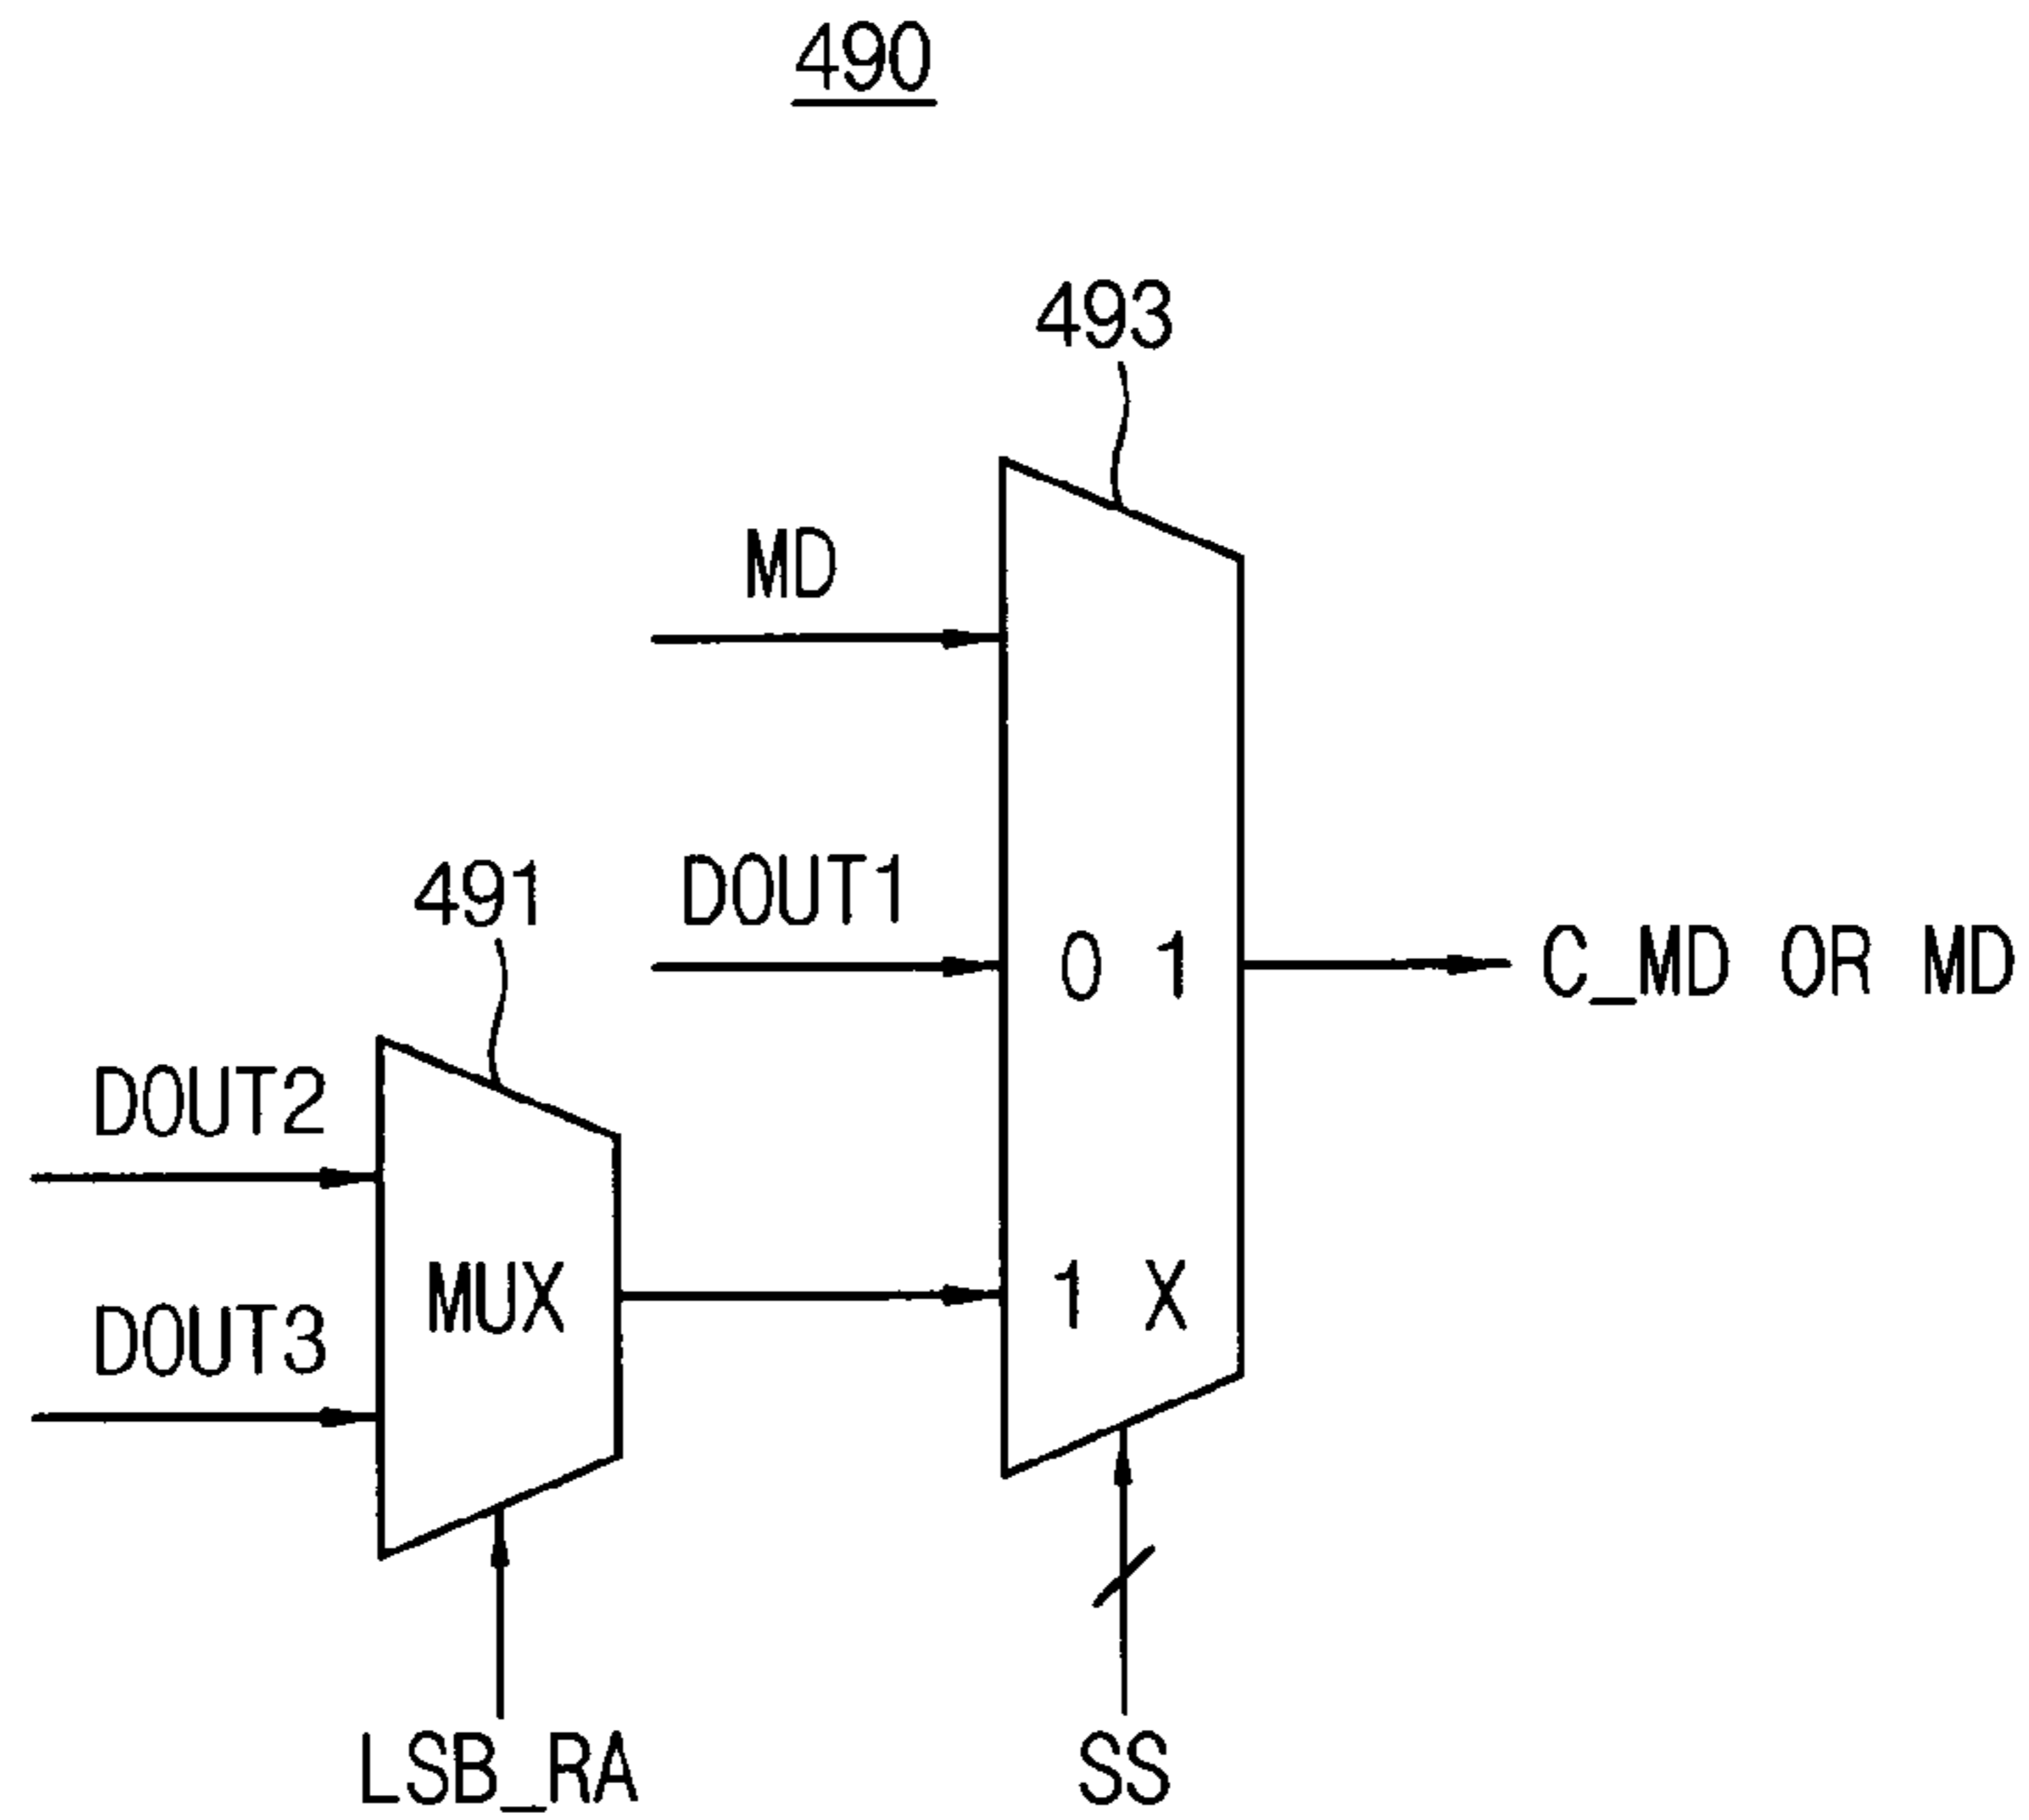 490
493
MD
491
DOUT1
0 1
C_MD OR MD
DOUT2
MUX
1 X
DOUT3
LSB_RA
SS